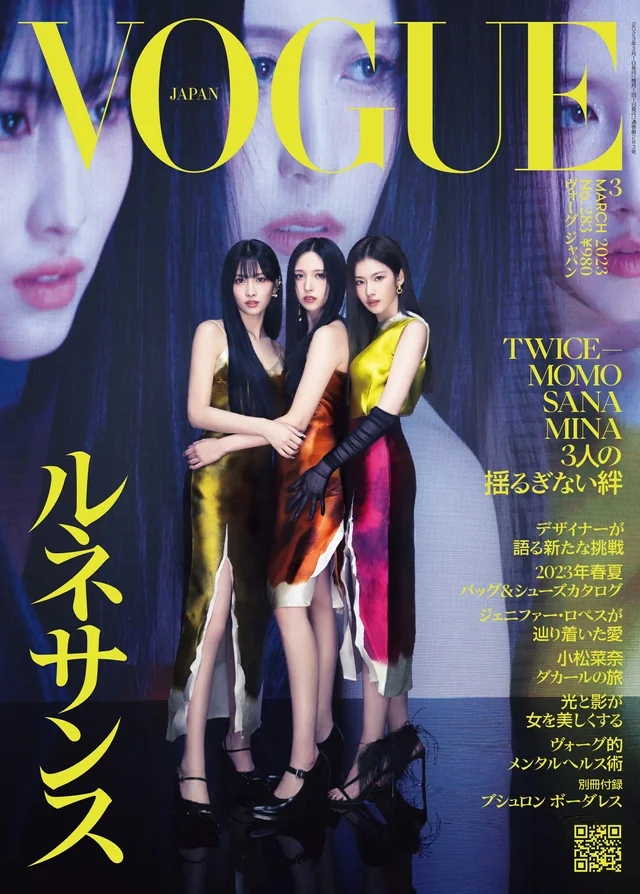 VOGUE
JAPAN
3
MARCH 2023
No. 283 ¥980
ヴォーグ ジャパン
TWICE—
MOMO
SANA
MINA
3人の
揺るぎない絆
デザイナーが
語る新たな挑戦
2023年春夏
バッグ&シューズカタログ
ジェニファー・ロペスが
辿り着いた愛
小松菜奈
ダカールの旅
光と影が
女を美しくする
ヴォーグ的
メンタルヘルス術
別冊付録
ブシュロン ボーダレス
ルネサンス